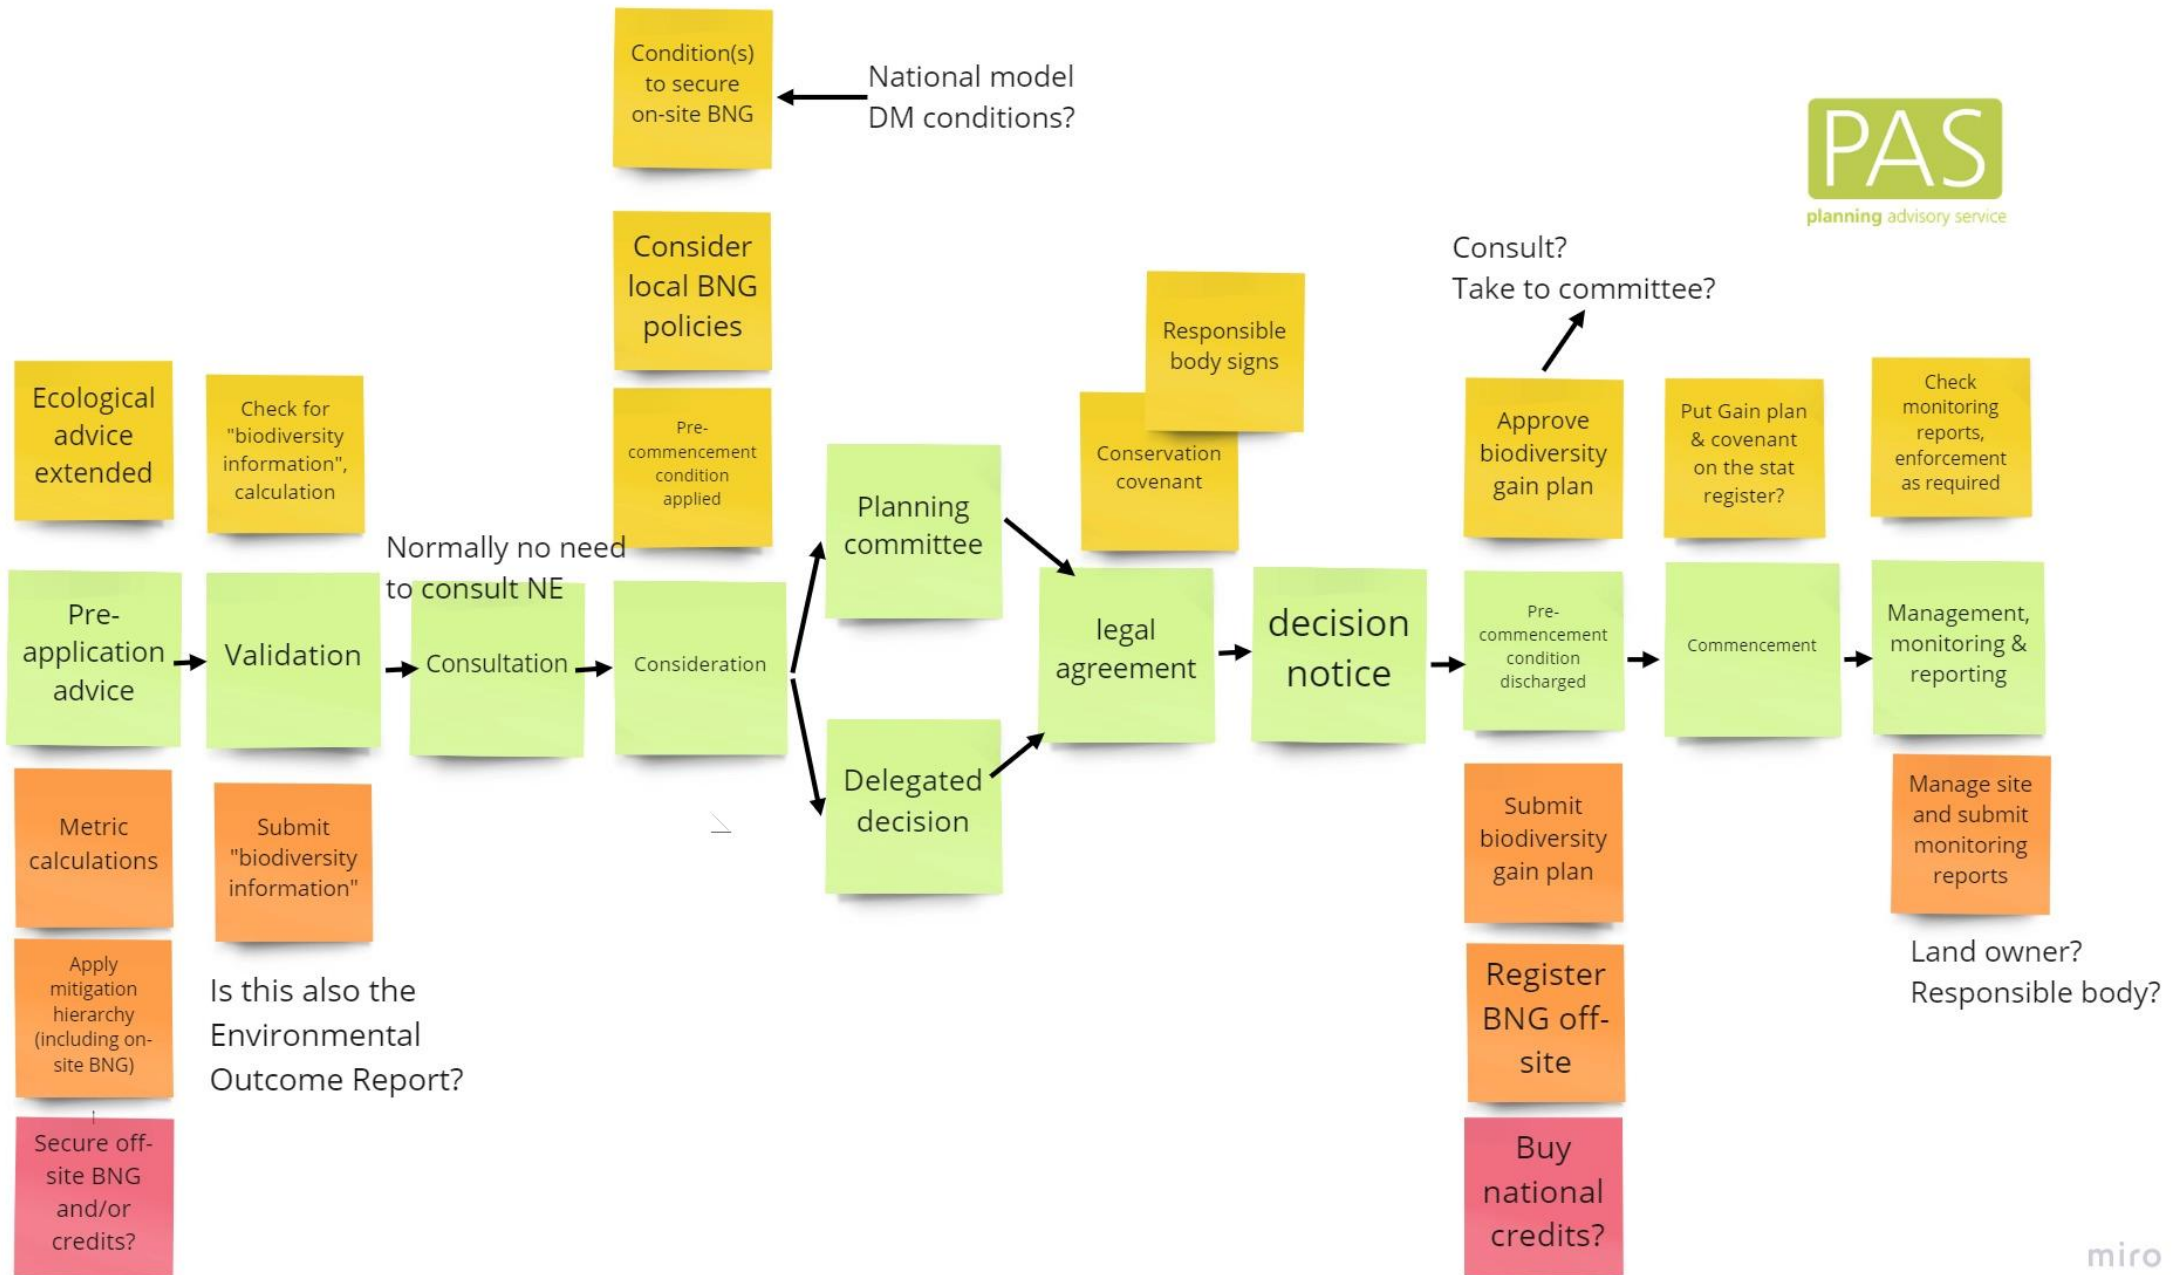 Condition(s)
to secure
on-site BNG
National model
DM conditions?
PAS
planning advisory service
Consider
local BNG
policies
Consult?
Take to committee?
Responsible
body signs
Ecological
advice
extended
Check for
"biodiversity
information",
calculation
Pre-
commencement
condition
applied
Conservation
covenant
Approve
biodiversity
gain plan
Put Gain plan
& covenant
on the stat
register?
Check
monitoring
reports,
enforcement
as required
Normally no need
to consult NE
Pre-
application
advice
Validation
Consultation
Consideration
Planning
committee
Delegated
decision
legal
agreement
decision
notice
Pre-
commencement
condition
discharged
Commencement
Management,
monitoring &
reporting
Metric
calculations
Submit
"biodiversity
information"
Submit
biodiversity
gain plan
Manage site
and submit
monitoring
reports
Apply
mitigation
hierarchy
(including on-
site BNG)
Is this also the
Environmental
Outcome Report?
Register
BNG off-
site
Land owner?
Responsible body?
Secure off-
site BNG
and/or
credits?
Buy
national
credits?
miro